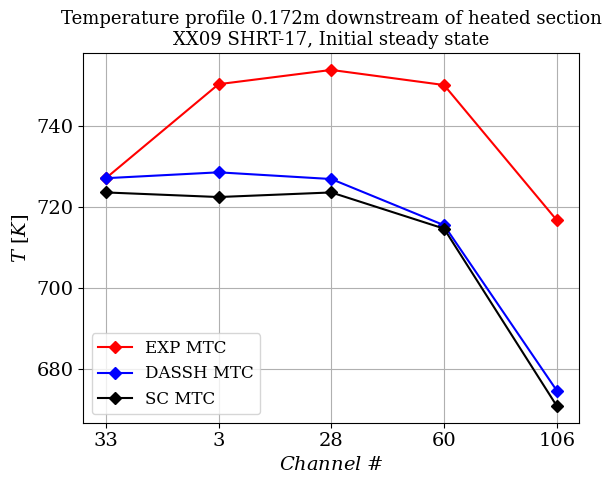 Temperature profile 0.172m downstream of heated section
XX09 SHRT-17, Initial steady state
T [K]
740
720
700
680
EXP MTC
DASSH MTC
SC MTC
33 3 28 60 106
Channel #